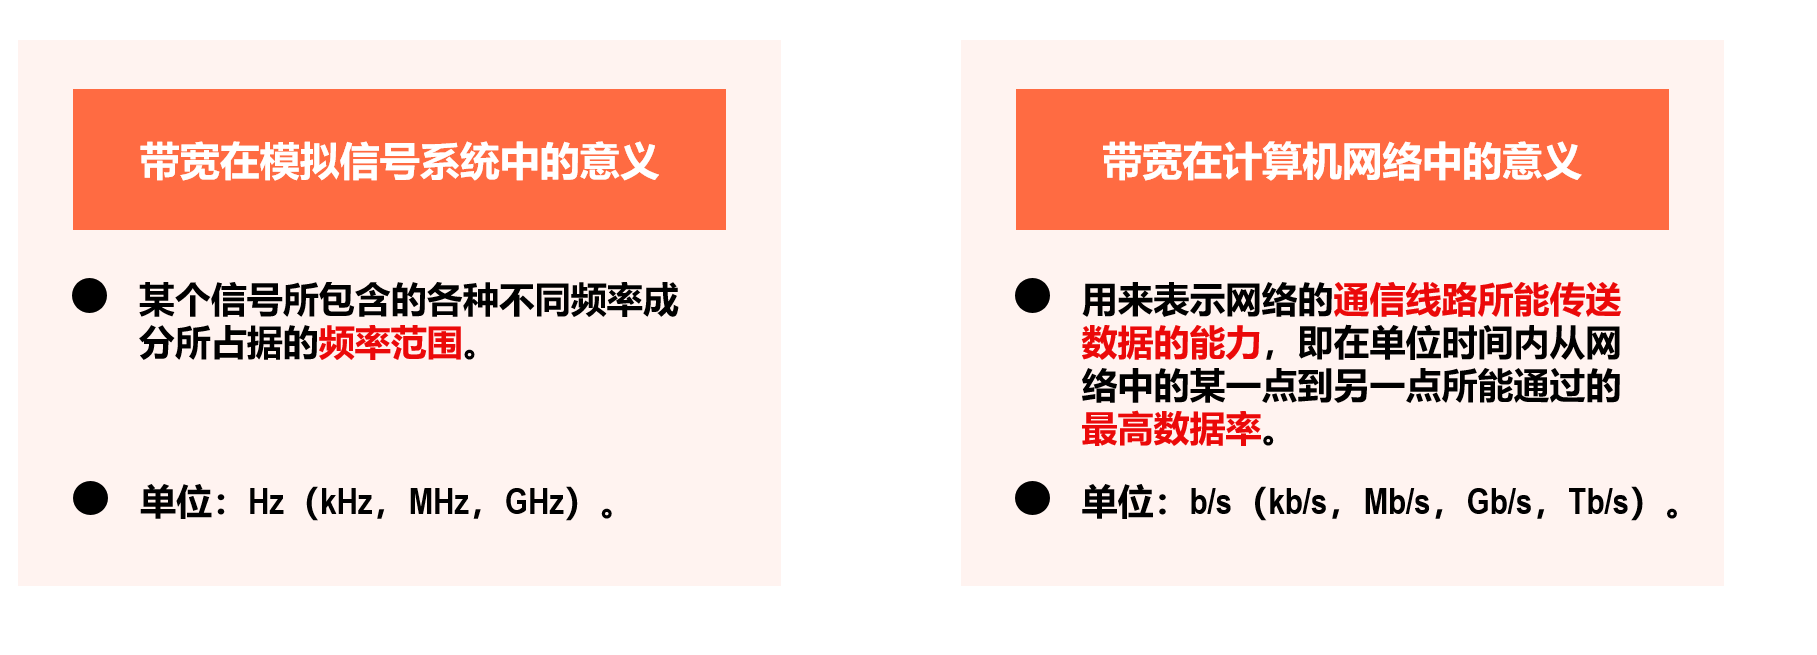 带宽在模拟信号系统中的意义
某个信号所包含的各种不同频率成
分所占据的频率范围。
单位：Hz（kHz，MHz，GHz）。
带宽在计算机网络中的意义
用来表示网络的通信线路所能传送
数据的能力，即在单位时间内从网
络中的某一点到另一点所能通过的
最高数据率。
单位：b/s（kb/s，Mb/s，Gb/s，Tb/s）。